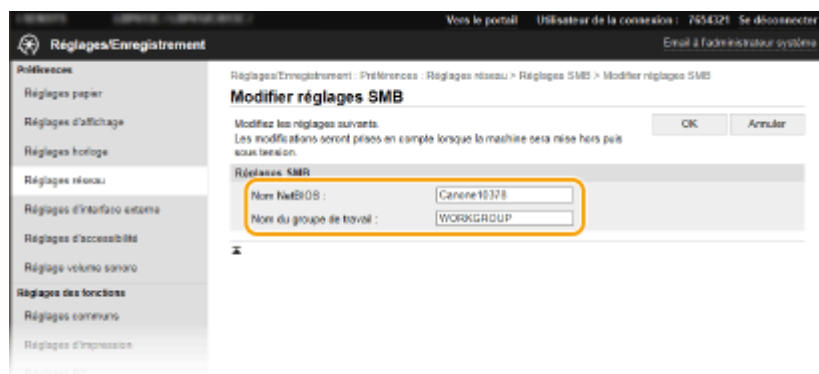 Vers le portail Utilisateur de la connexion : 7654321 Se déconnecter
Réglages/Enregistrement Email à l'administrateur système
Préférences
Réglages/Enregistrement : Préférences : Réglages réseau > Réglages SMB > Modifier réglages SMB
Réglages papier
Modifier réglages SMB
Réglages d'affichage
Modifiez les réglages suivants. OK Annuler
Les modifications seront prises en compte lorsque la machine sera mise hors puis
sous tension.
Réglages horloge
Réglages SMB
Réglages réseau
Nom NetBIOS : Canone10378
Réglages d'interface externe
Nom du groupe de travail : WORKGROUP
Réglages d'accessibilité
Réglage volume sonore
Réglages des fonctions
Réglages communs
Réglages d'impression